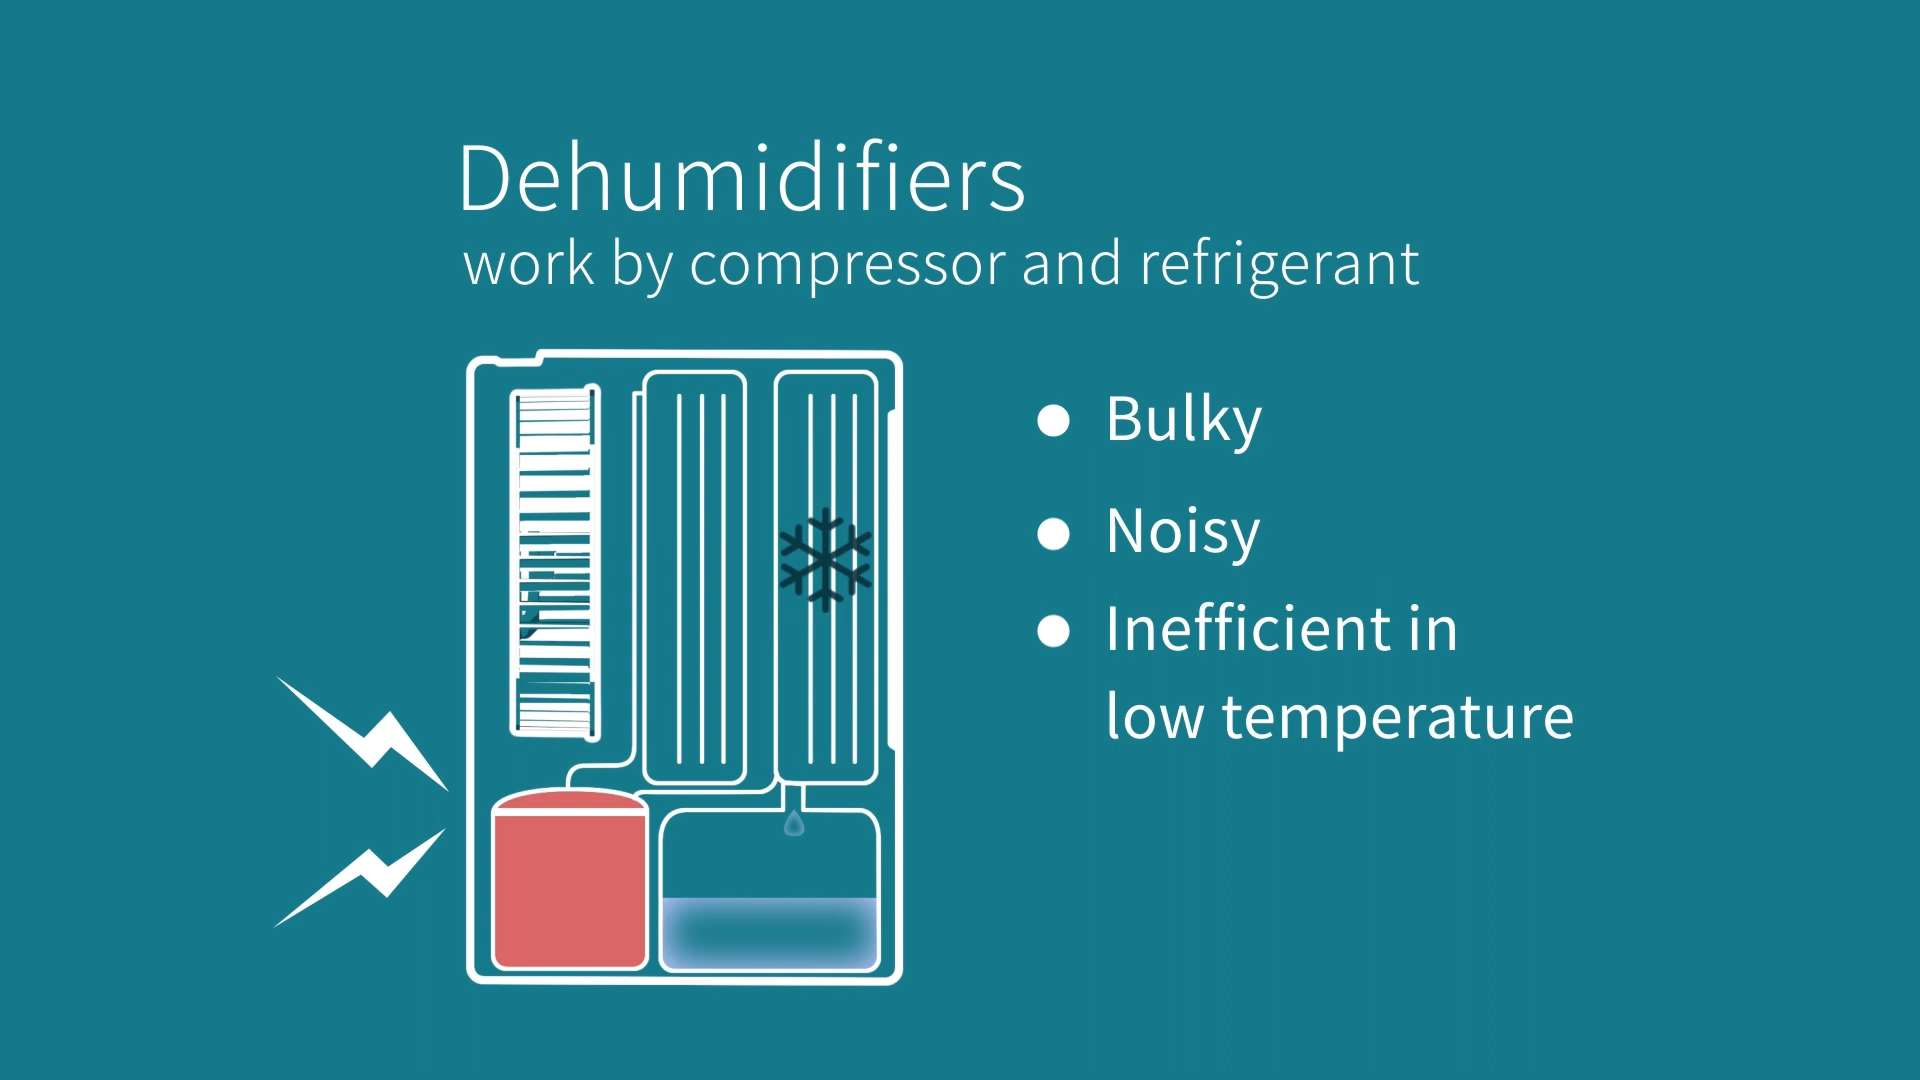 Dehumidifiers
work by compressor and refrigerant
Bulky
Noisy
Inefficient in
low temperature